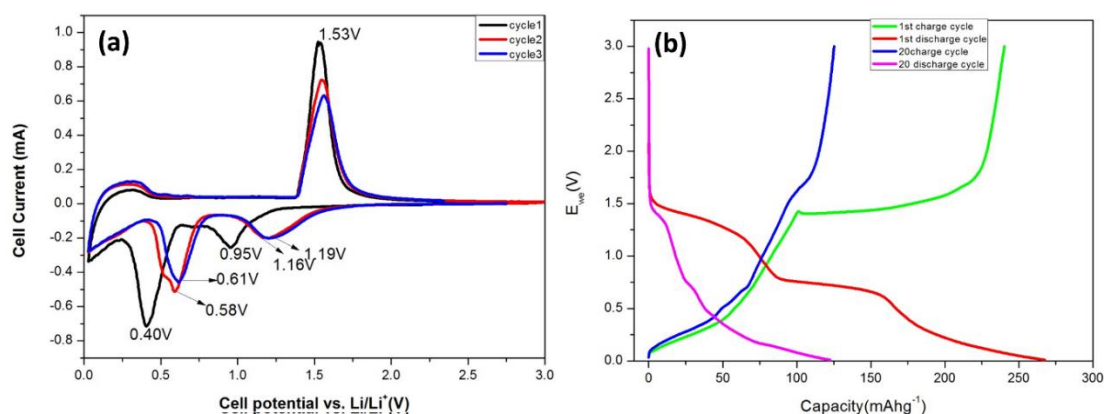 (a)
cycle1
cycle2
cycle3
1.53V
0.95V
1.16V
1.19V
0.61V
0.58V
0.40V
Cell Current (mA)
1.0
0.8
0.6
0.4
0.2
0.0
-0.2
-0.4
-0.6
-0.8
0.0 0.5 1.0 1.5 2.0 2.5 3.0
Cell potential vs. Li/Li⁺(V)
(b)
1st charge cycle
1st discharge cycle
20charge cycle
20 discharge cycle
E_we(V)
3.0
2.5
2.0
1.5
1.0
0.5
0.0
0 50 100 150 200 250 300
Capacity(mAhg⁻¹)